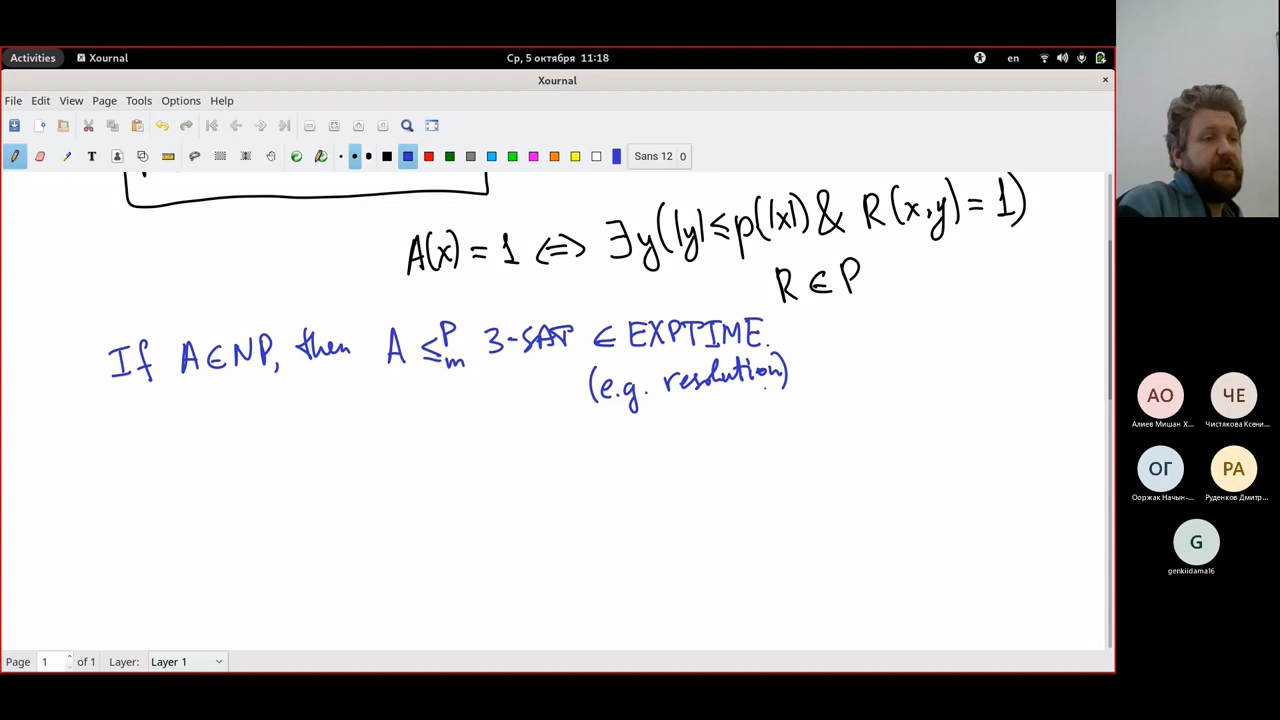 Activities
Xournal
Ср, 5 октября 11:18
en
Xournal
File Edit View Page Tools Options Help
Sans 12 0
A(x) = 1 ⇔ ∃y(|y|≤p(|x|) & R(x,y) = 1)
R ∈ P
If A∈NP, then A ≤ᴾₘ 3-SAT ∈ EXPTIME.
(e.g. resolution)
АО
Алиев Мишан Х...
ЧЕ
Чистякова Ксени...
ОГ
Ооржак Начын-...
РА
Руденков Дмитр...
G
genkiidama16
Page 1 of 1 Layer: Layer 1